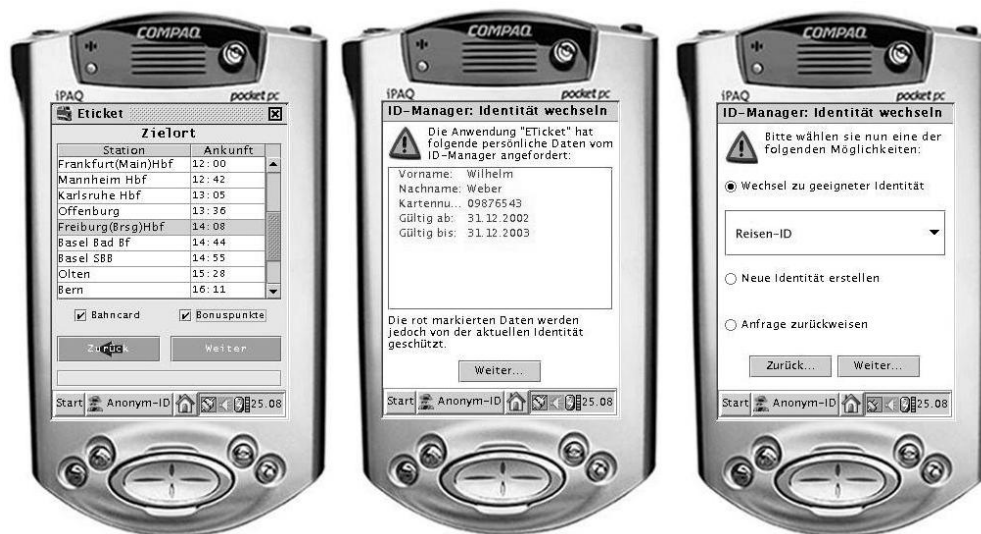 COMPAQ
iPAQ pocket pc
Eticket
Zielort
Station Ankunft
Frankfurt(Main)Hbf 12:00
Mannheim Hbf 12:42
Karlsruhe Hbf 13:05
Offenburg 13:36
Freiburg(Brsg)Hbf 14:08
Basel Bad Bf 14:44
Basel SBB 14:55
Olten 15:28
Bern 16:11
Bahncard Bonuspunkte
Zurück Weiter
Start Anonym-ID 25.08
COMPAQ
iPAQ pocket pc
ID-Manager: Identität wechseln
Die Anwendung "ETicket" hat
folgende persönliche Daten vom
ID-Manager angefordert:
Vorname: Wilhelm
Nachname: Weber
Kartennu... 09876543
Gültig ab: 31.12.2002
Gültig bis: 31.12.2003
Die rot markierten Daten werden
jedoch von der aktuellen Identität
geschützt.
Weiter...
Start Anonym-ID 25.08
COMPAQ
iPAQ pocket pc
ID-Manager: Identität wechseln
Bitte wählen sie nun eine der
folgenden Möglichkeiten:
Wechsel zu geeigneter Identität
Reisen-ID
Neue Identität erstellen
Anfrage zurückweisen
Zurück... Weiter...
Start Anonym-ID 25.08